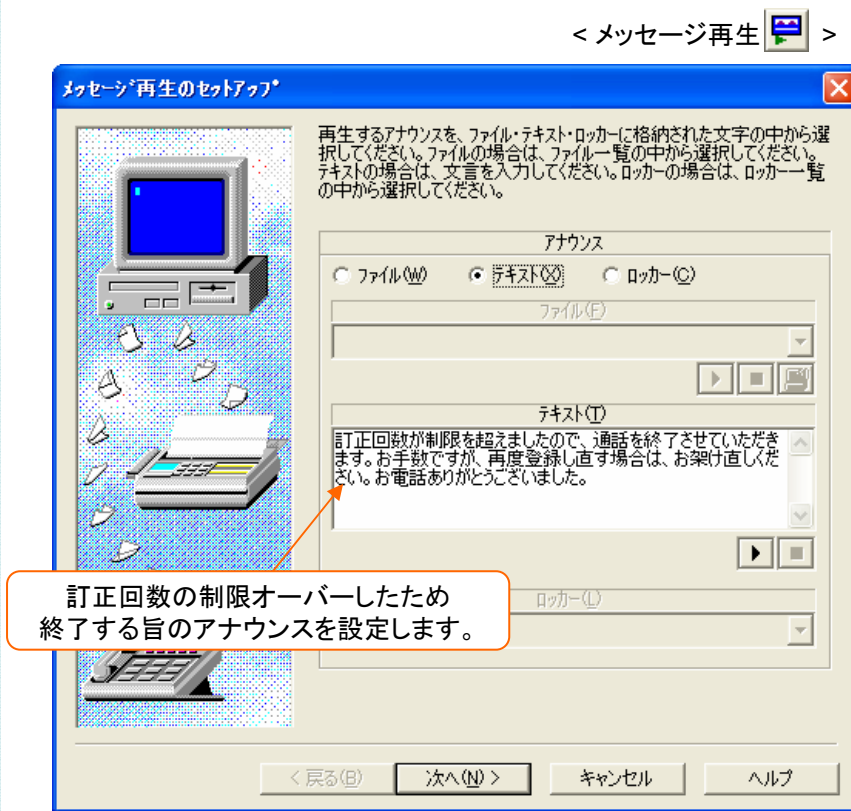 < メッセージ再生 >
メッセージ再生のセットアップ
再生するアナウンスを、ファイル・テキスト・ロッカーに格納された文字の中から選
択してください。ファイルの場合は、ファイル一覧の中から選択してください。
テキストの場合は、文言を入力してください。ロッカーの場合は、ロッカー一覧
の中から選択してください。
アナウンス
ファイル(W) テキスト(X) ロッカー(C)
ファイル(F)
テキスト(T)
訂正回数が制限を超えましたので、通話を終了させていただき
ます。お手数ですが、再度登録し直す場合は、お架け直しくだ
さい。お電話ありがとうございました。
訂正回数の制限オーバーしたため
終了する旨のアナウンスを設定します。
ロッカー(L)
< 戻る(B) 次へ(N) > キャンセル ヘルプ